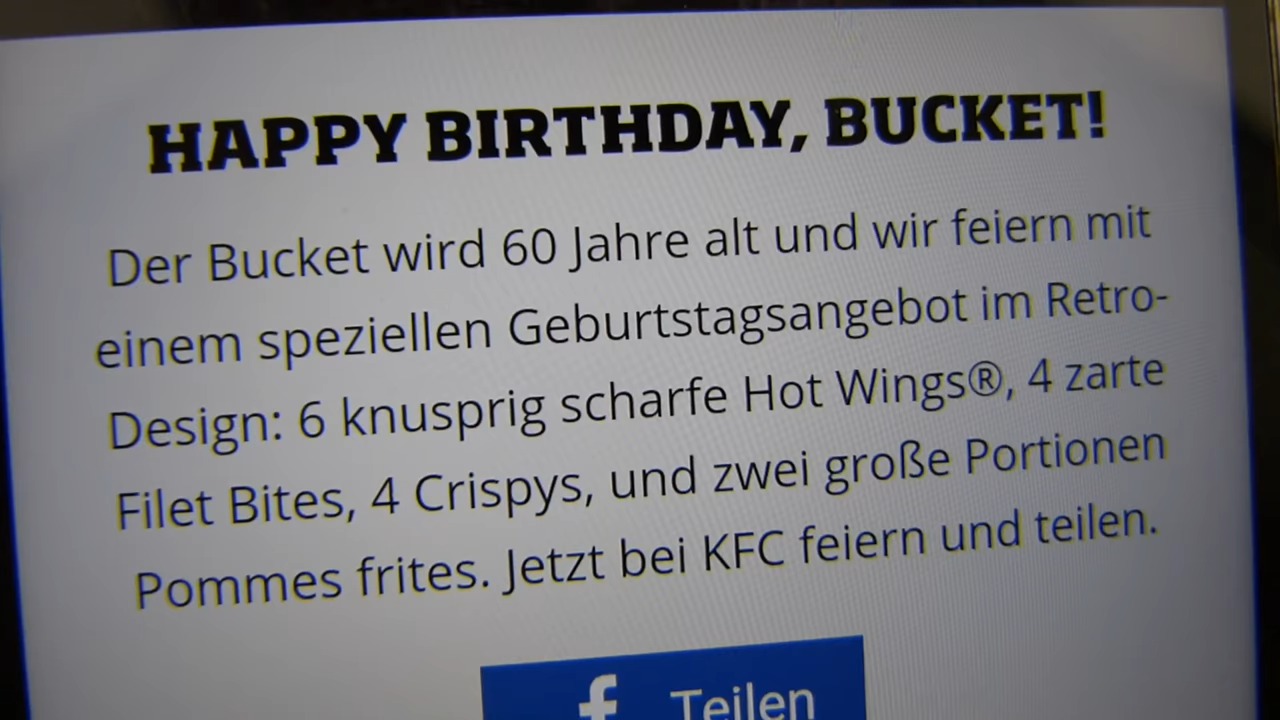 HAPPY BIRTHDAY, BUCKET!
Der Bucket wird 60 Jahre alt und wir feiern mit
einem speziellen Geburtstagsangebot im Retro-
Design: 6 knusprig scharfe Hot Wings®, 4 zarte
Filet Bites, 4 Crispys, und zwei große Portionen
Pommes frites. Jetzt bei KFC feiern und teilen.
f Teilen